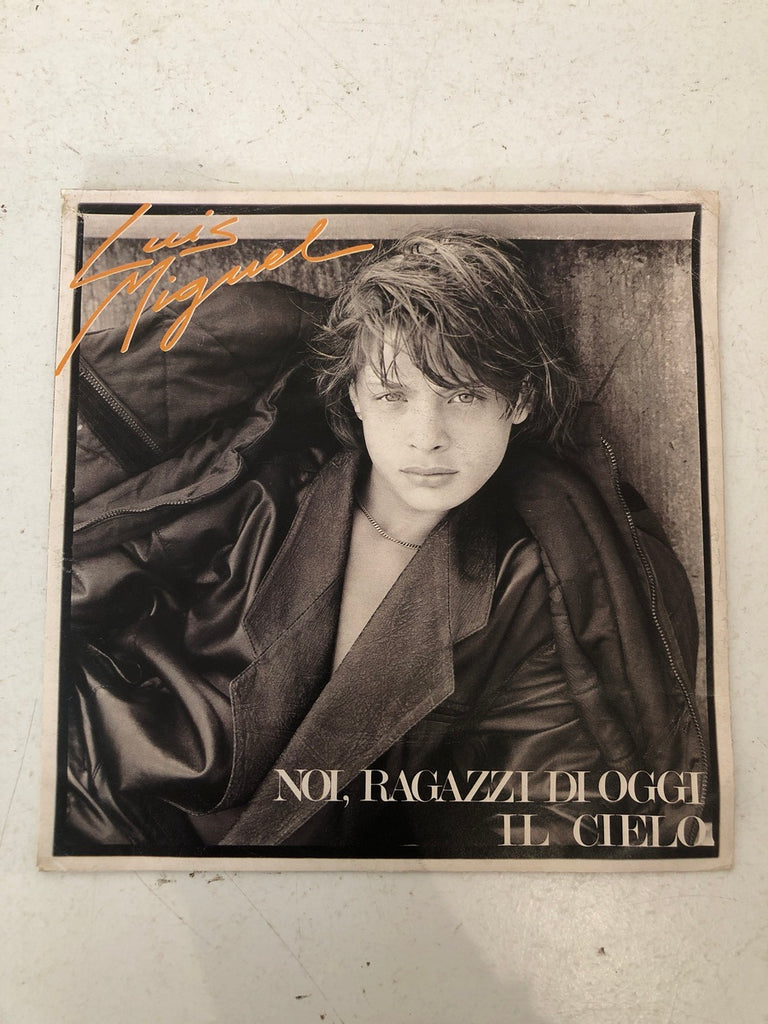 Luis
Miguel
NOI, RAGAZZI DI OGGI
IL CIELO